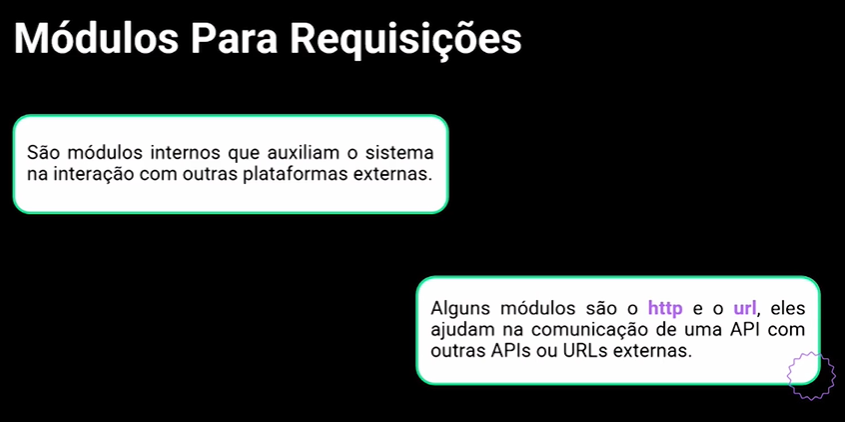 Módulos Para Requisições
São módulos internos que auxiliam o sistema
na interação com outras plataformas externas.
Alguns módulos são o http e o url, eles
ajudam na comunicação de uma API com
outras APIs ou URLs externas.